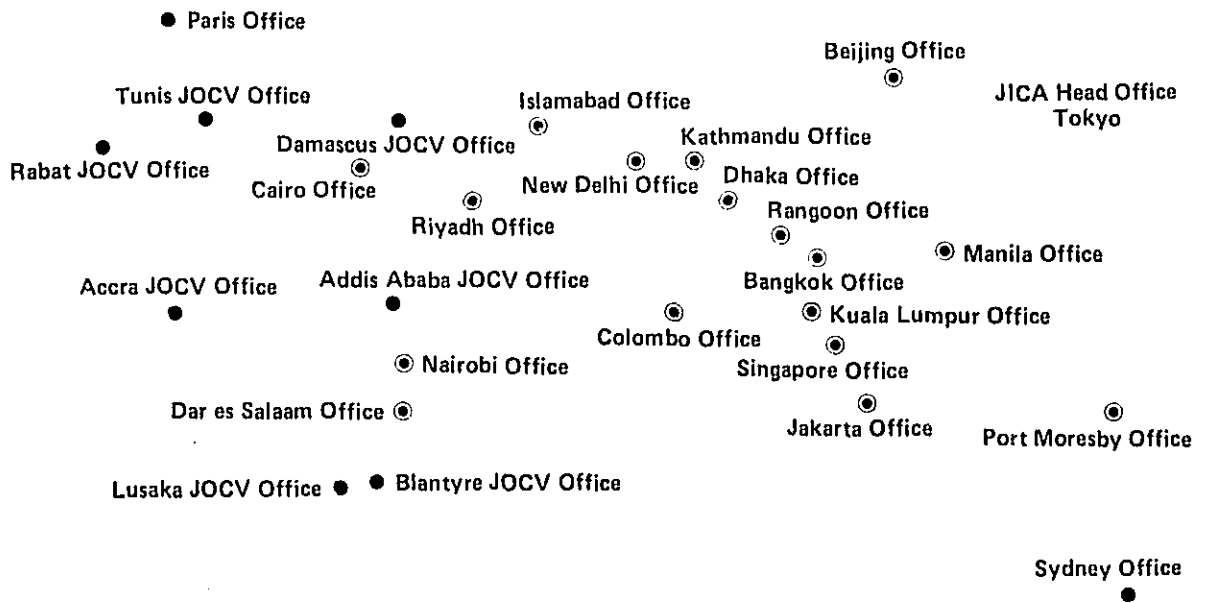 Paris Office
Beijing Office
Tunis JOCV Office
Islamabad Office
JICA Head Office
Tokyo
Damascus JOCV Office
Kathmandu Office
Rabat JOCV Office
Cairo Office
New Delhi Office
Dhaka Office
Riyadh Office
Rangoon Office
Manila Office
Accra JOCV Office
Addis Ababa JOCV Office
Bangkok Office
Kuala Lumpur Office
Colombo Office
Nairobi Office
Singapore Office
Dar es Salaam Office
Jakarta Office
Port Moresby Office
Lusaka JOCV Office
Blantyre JOCV Office
Sydney Office